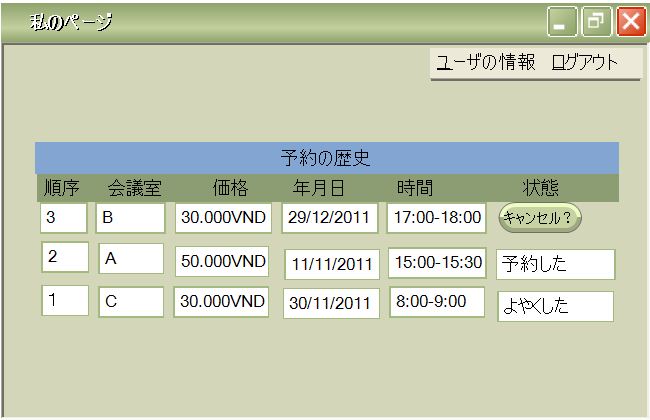 私のページ
ユーザの情報 ログアウト
予約の歴史
順序 会議室 価格 年月日 時間 状態
3 B 30.000VND 29/12/2011 17:00-18:00 キャンセル？
2 A 50.000VND 11/11/2011 15:00-15:30 予約した
1 C 30.000VND 30/11/2011 8:00-9:00 よやくした